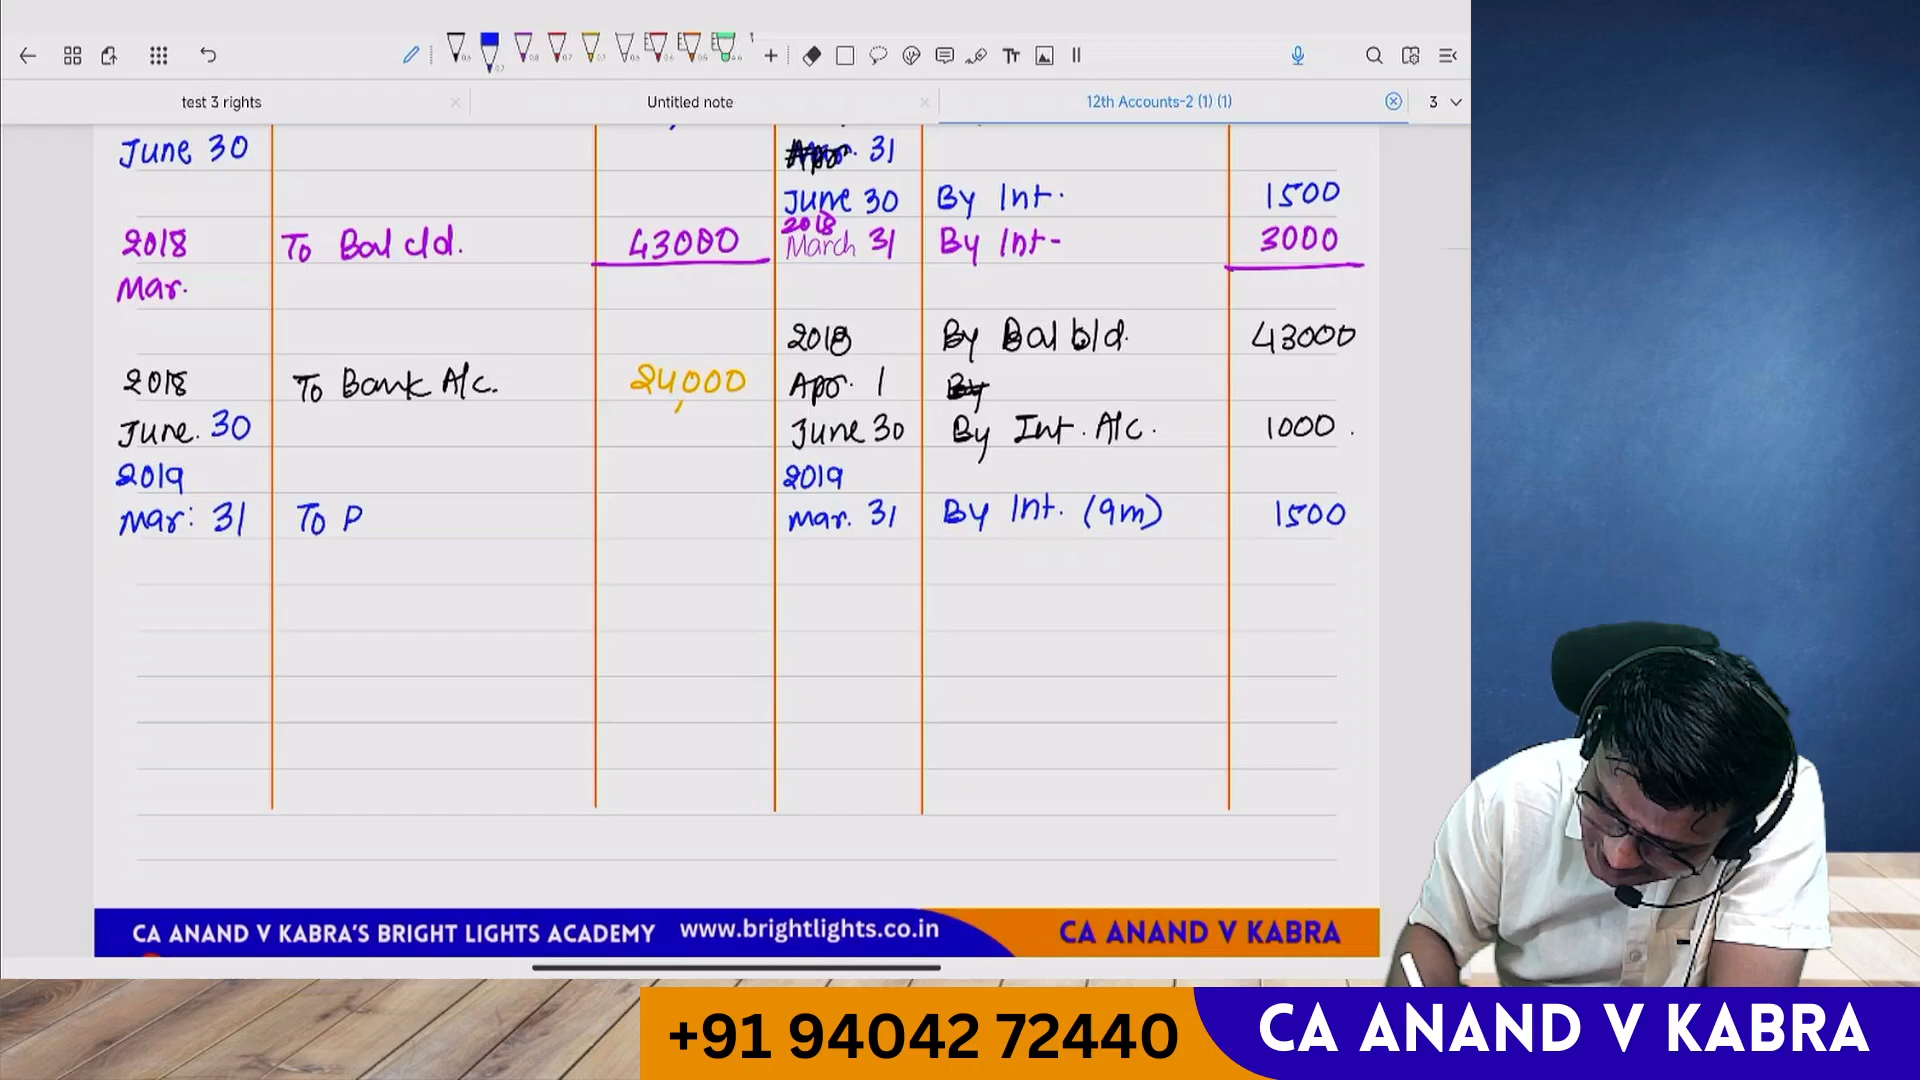 test 3 rights
Untitled note
12th Accounts-2 (1) (1)
3
June 30
31
June 30 By Int. 1500
2018 To Bal c/d. 43000 2018 March 31 By Int- 3000
Mar.
2018 By Bal b/d. 43000
2018 To Bank A/c. 24,000 Apr. 1 By
June. 30 June 30 By Int. A/c. 1000.
2019 2019
Mar: 31 To P Mar. 31 By Int. (9m) 1500
CA ANAND V KABRA'S BRIGHT LIGHTS ACADEMY www.brightlights.co.in CA ANAND V KABRA
+91 94042 72440 CA ANAND V KABRA